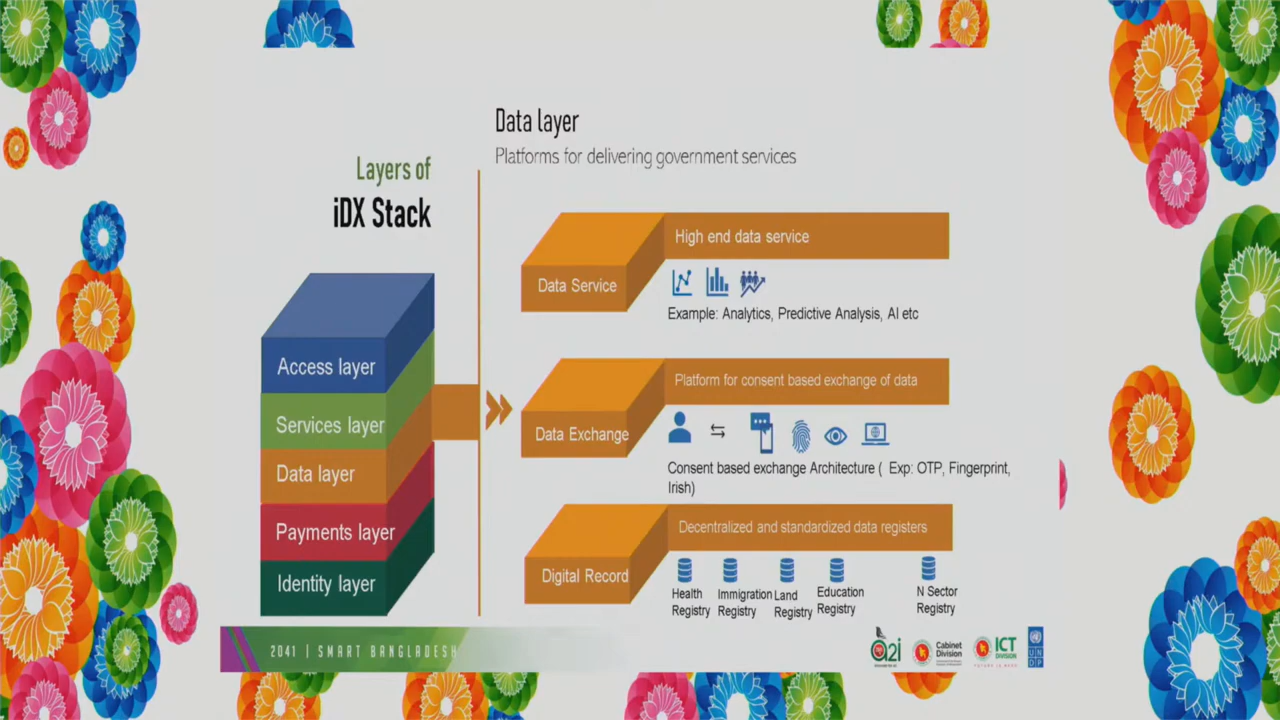 Layers of
iDX Stack
Access layer
Services layer
Data layer
Payments layer
Identity layer
Data layer
Platforms for delivering government services
Data Service
High end data service
Example: Analytics, Predictive Analysis, AI etc
Data Exchange
Platform for consent based exchange of data
Consent based exchange Architecture ( Exp: OTP, Fingerprint,
Irish)
Digital Record
Decentralized and standardized data registers
Health
Registry
Immigration
Registry
Land
Registry
Education
Registry
N Sector
Registry
2041 | SMART BANGLADESH
a2i
Cabinet
Division
ICT
DIVISION
UN
DP